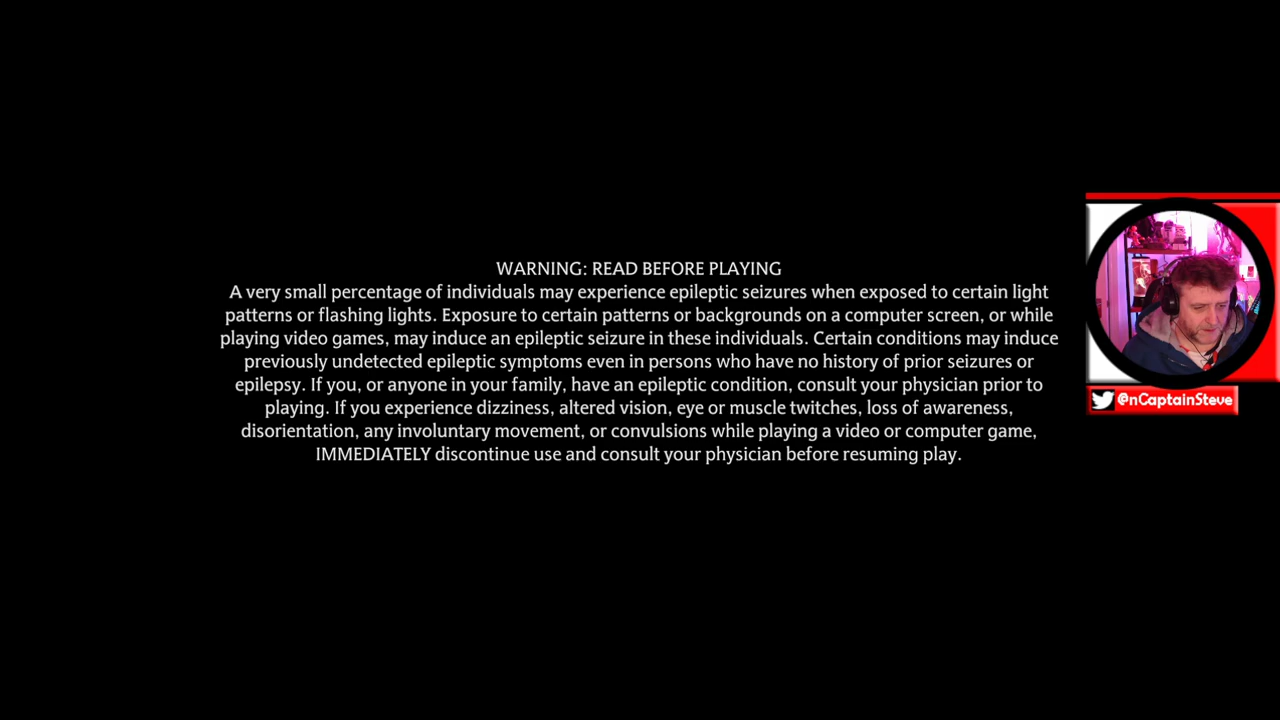 WARNING: READ BEFORE PLAYING
A very small percentage of individuals may experience epileptic seizures when exposed to certain light
patterns or flashing lights. Exposure to certain patterns or backgrounds on a computer screen, or while
playing video games, may induce an epileptic seizure in these individuals. Certain conditions may induce
previously undetected epileptic symptoms even in persons who have no history of prior seizures or
epilepsy. If you, or anyone in your family, have an epileptic condition, consult your physician prior to
playing. If you experience dizziness, altered vision, eye or muscle twitches, loss of awareness,
disorientation, any involuntary movement, or convulsions while playing a video or computer game,
IMMEDIATELY discontinue use and consult your physician before resuming play.
@nCaptainSteve